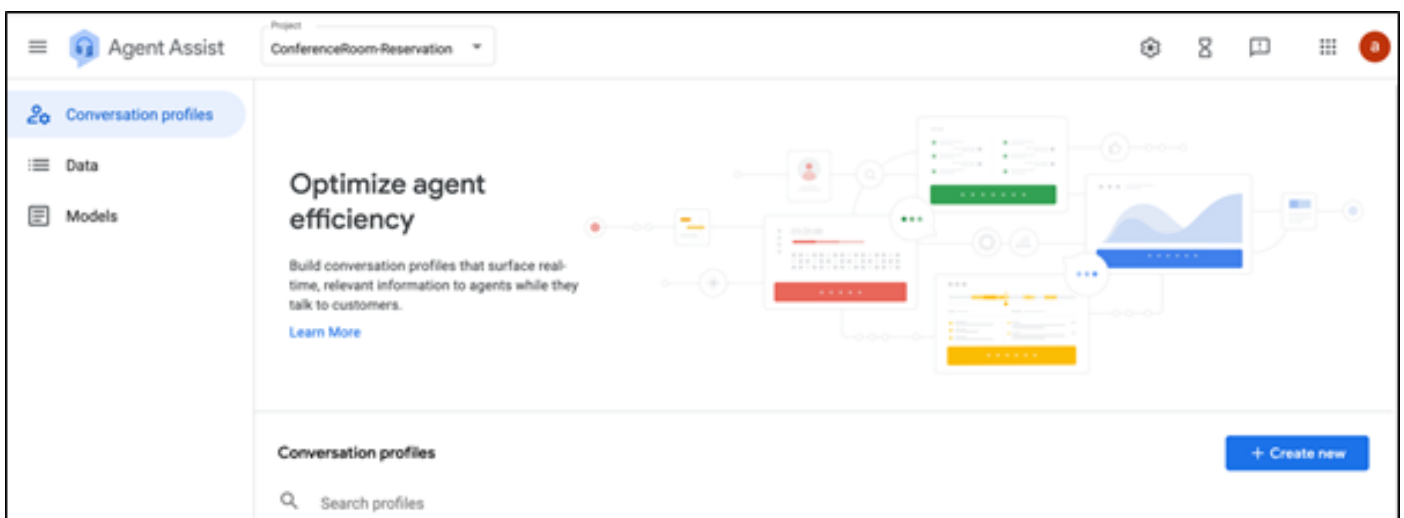 Project
Agent Assist
ConferenceRoom-Reservation
a
Conversation profiles
Data
Models
Optimize agent
efficiency
Build conversation profiles that surface real-
time, relevant information to agents while they
talk to customers.
Learn More
Conversation profiles
+ Create new
Search profiles